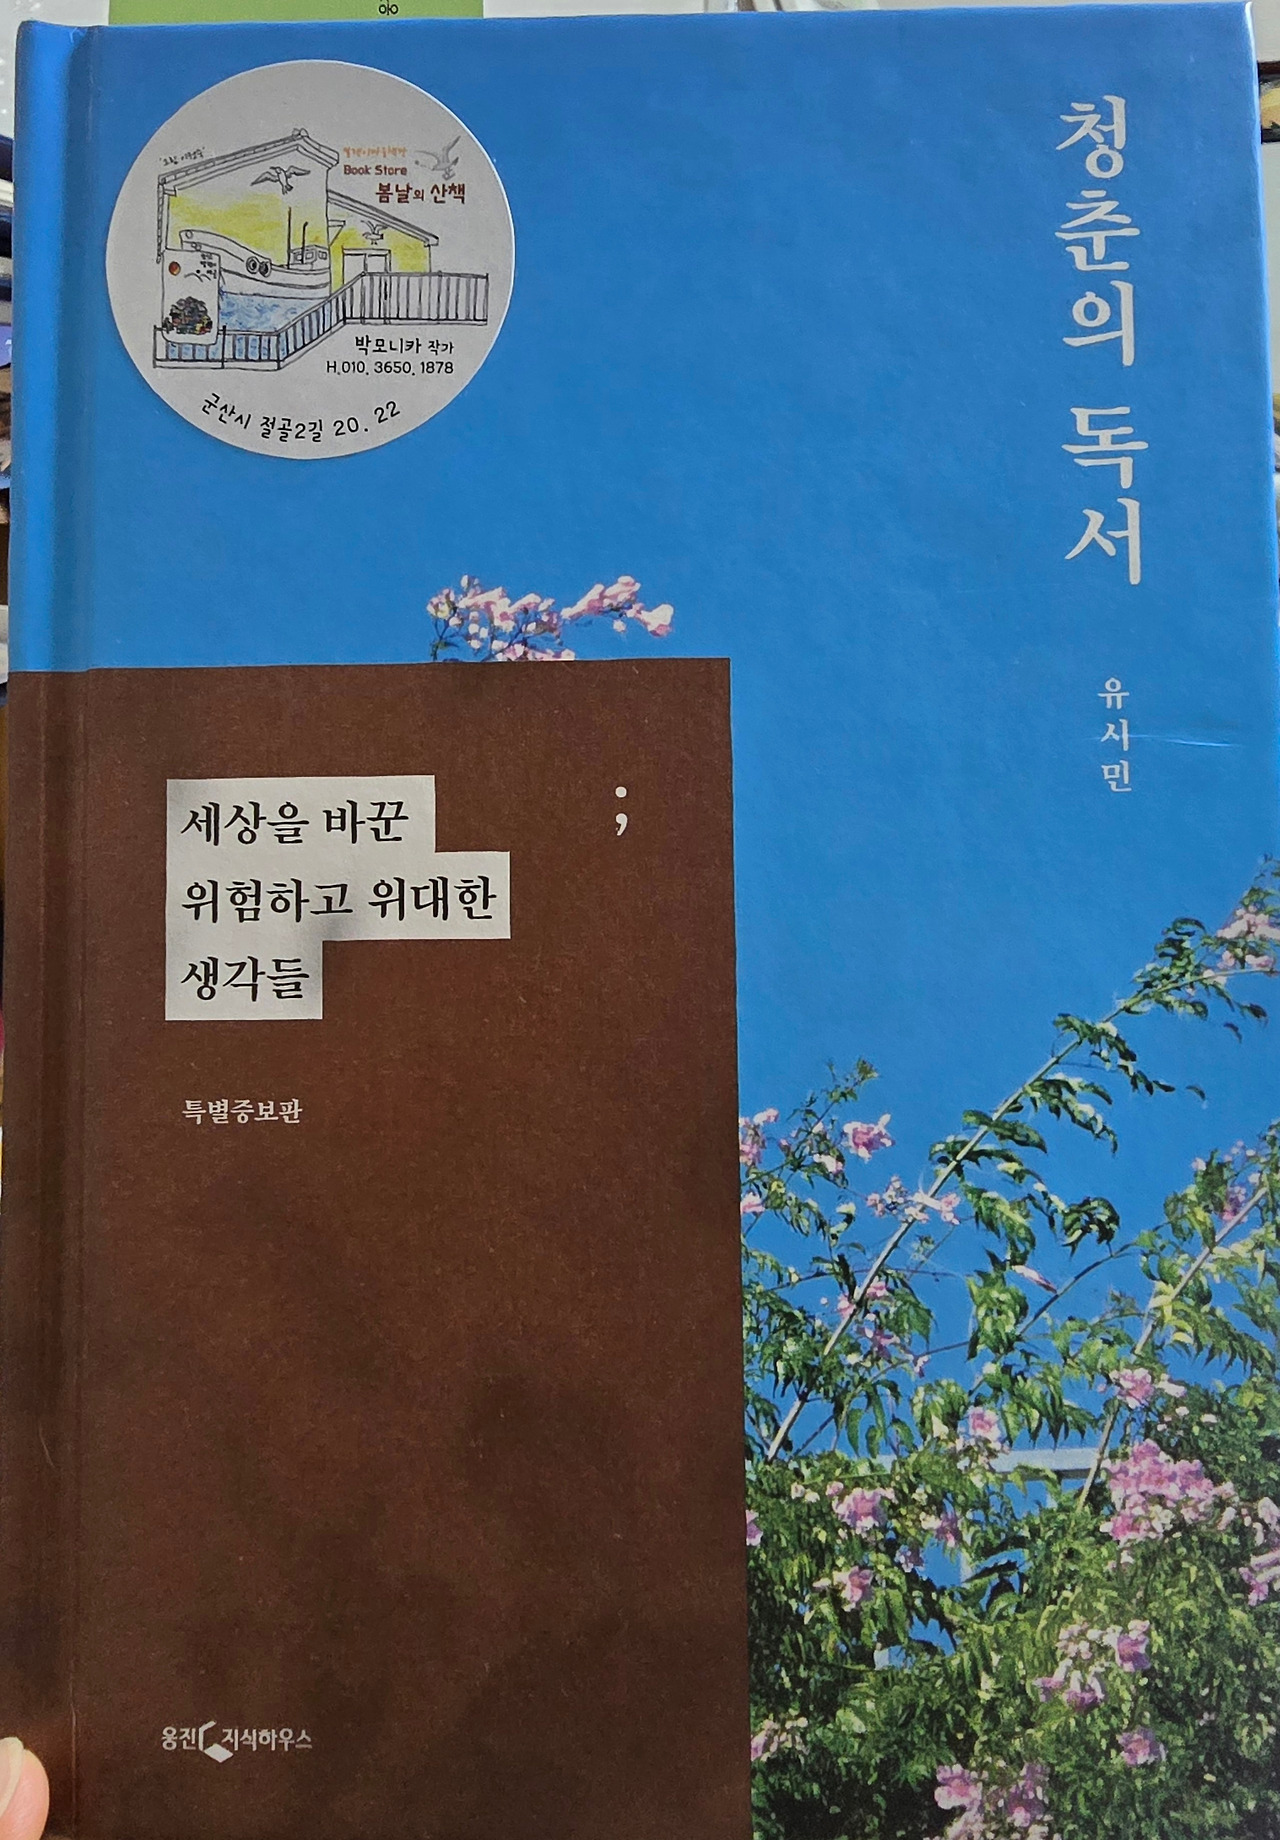 Book Store
봄날의 산책
박모니카 작가
H.010. 3650. 1878
군산시 절골2길 20. 22
청춘의 독서
유시민
세상을 바꾼
;
위험하고 위대한
생각들
특별증보판
웅진 지식하우스